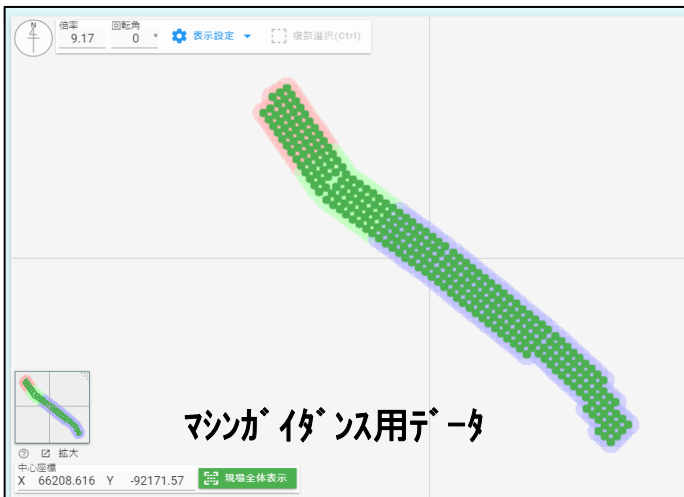 N
倍率
9.17
回転角
0 °
表示設定
複数選択(Ctrl)
マシンガイダンス用データ
拡大
中心座標
X 66208.616 Y -92171.57
現場全体表示